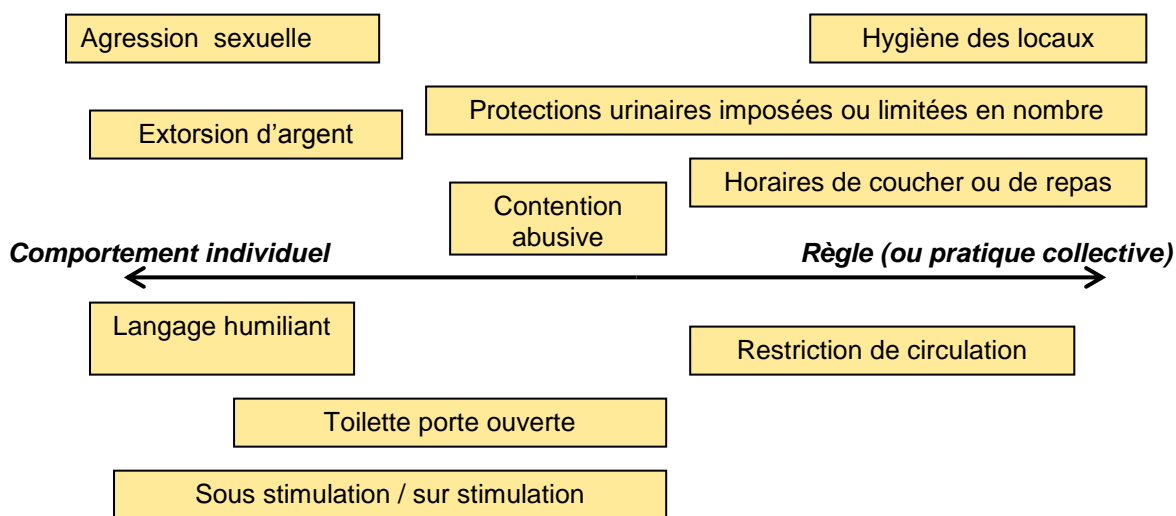 Agression sexuelle
Hygiène des locaux
Protections urinaires imposées ou limitées en nombre
Extorsion d’argent
Horaires de coucher ou de repas
Contention
abusive
Comportement individuel
Règle (ou pratique collective)
Langage humiliant
Restriction de circulation
Toilette porte ouverte
Sous stimulation / sur stimulation